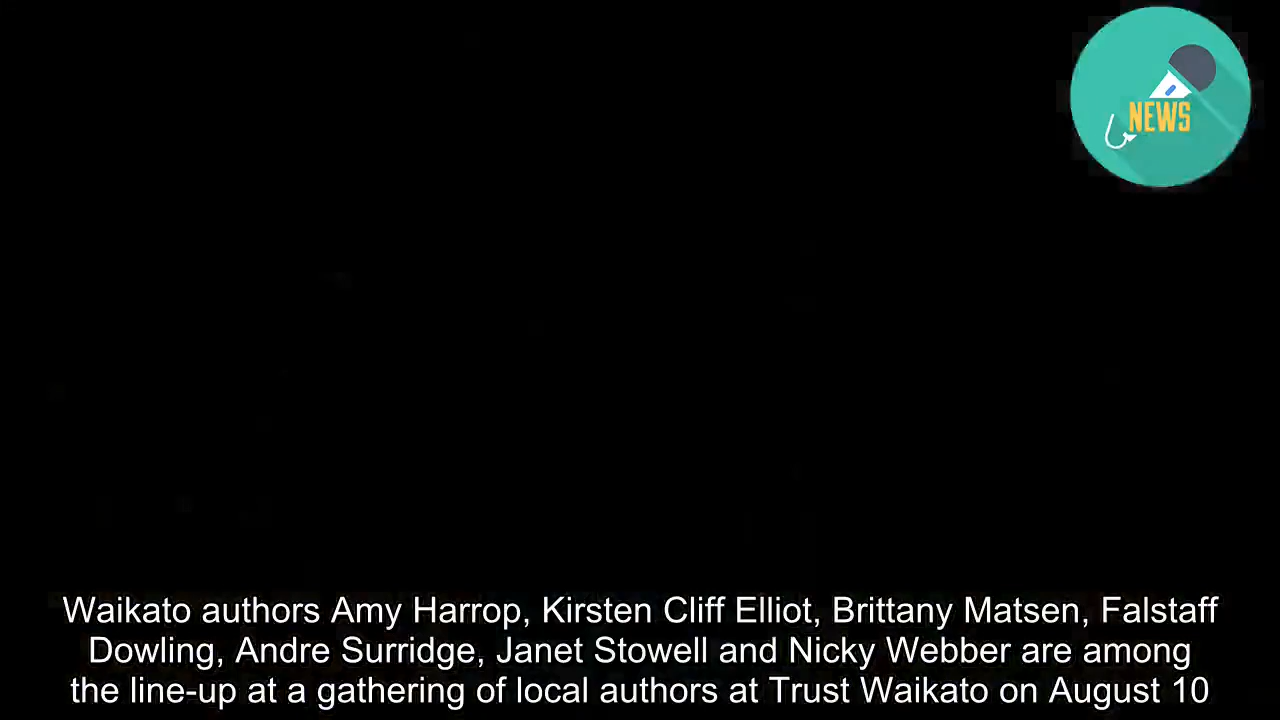 NEWS
Waikato authors Amy Harrop, Kirsten Cliff Elliot, Brittany Matsen, Falstaff
Dowling, Andre Surridge, Janet Stowell and Nicky Webber are among
the line-up at a gathering of local authors at Trust Waikato on August 10